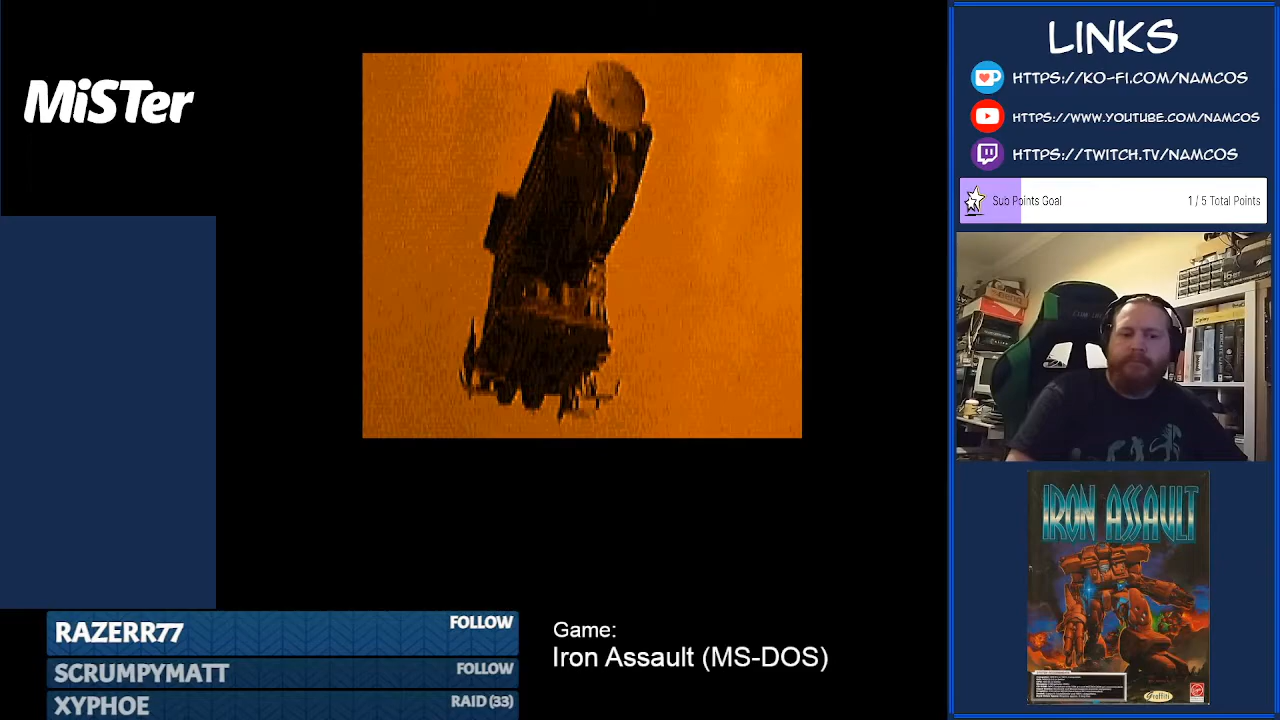 MiSTer
LINKS
HTTPS://KO-FI.COM/NAMCOS
HTTPS://WWW.YOUTUBE.COM/NAMCOS
HTTPS://TWITCH.TV/NAMCOS
Sub Points Goal 1 / 5 Total Points
IRON ASSAULT
Graffiti
RAZERR77 FOLLOW
SCRUMPYMATT FOLLOW
XYPHOE RAID (33)
Game:
Iron Assault (MS-DOS)